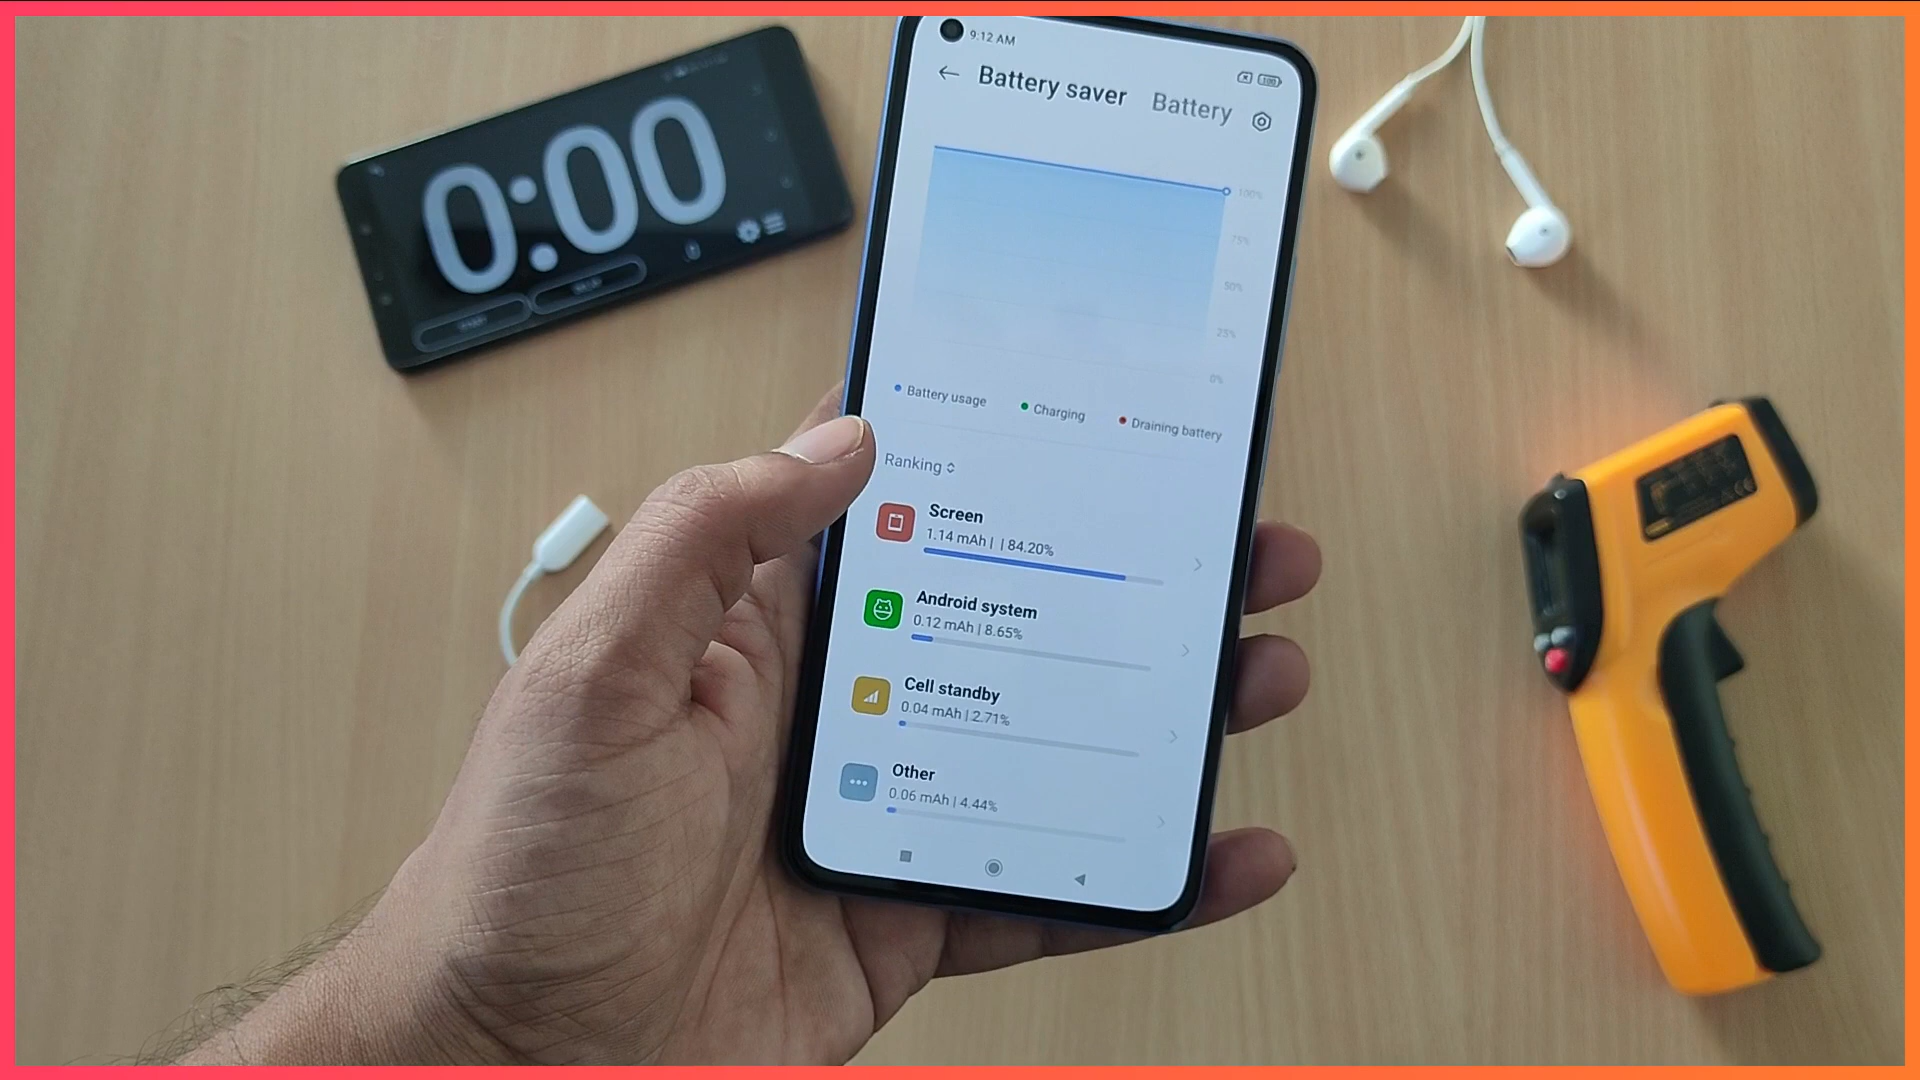 0:00
9:12 AM
100
Battery saver Battery
100%
75%
50%
25%
0%
Battery usage Charging Draining battery
Ranking
Screen
1.14 mAh | | 84.20%
Android system
0.12 mAh | 8.65%
Cell standby
0.04 mAh | 2.71%
Other
0.06 mAh | 4.44%